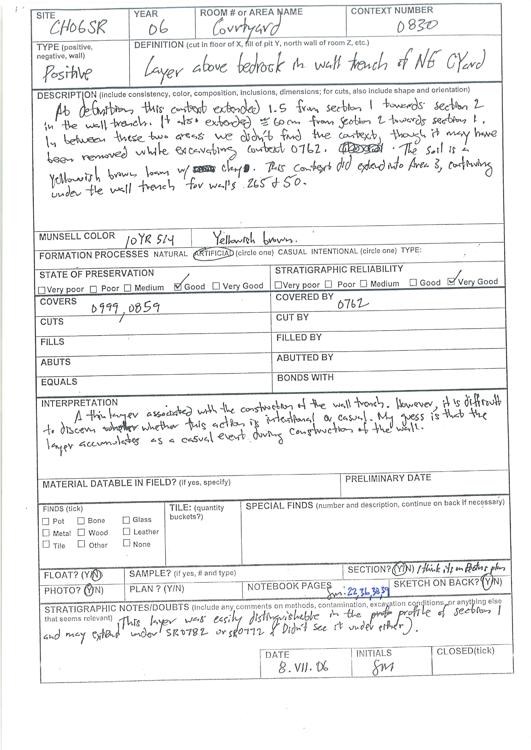 SITE YEAR ROOM # or AREA NAME CONTEXT NUMBER
CH06SR 06 Courtyard 0830
TYPE (positive, negative, wall) DEFINITION (cut in floor of X, fill of pit Y, north wall of room Z, etc.)
Positive Layer above bedrock in wall trench of NE CYard
DESCRIPTION (include consistency, color, composition, inclusions, dimensions; for cuts, also include shape and orientation)
At definition, this context extended 1.5 from section 1 towards section 2
in the wall trench. It also extended ≈ 60cm from section 2 towards section 1.
In between these two areas we didn't find the context, though it may have
been removed while excavating context 0762. The soil is a
Yellowish brown loam w/ clay. This context did extend into Area 3, continuing
under the wall trench for walls 265 & 50.
MUNSELL COLOR 10YR 5/4 Yellowish brown.
FORMATION PROCESSES NATURAL ARTIFICIAL (circle one) CASUAL INTENTIONAL (circle one) TYPE:
STATE OF PRESERVATION STRATIGRAPHIC RELIABILITY
Very poor Poor Medium Good Very Good Very poor Poor Medium Good Very Good
COVERS 0999, 0859 COVERED BY 0762
CUTS CUT BY
FILLS FILLED BY
ABUTS ABUTTED BY
EQUALS BONDS WITH
INTERPRETATION
A thin layer associated with the construction of the wall trench. However, it is difficult
to discern whether whether this action is intentional or casual. My guess is that the
layer accumulates as a casual event during construction of the wall.
MATERIAL DATABLE IN FIELD? (if yes, specify) PRELIMINARY DATE
FINDS (tick) TILE: (quantity buckets?) SPECIAL FINDS (number and description, continue on back if necessary)
Pot Bone Glass
Metal Wood Leather
Tile Other None
FLOAT? (Y/N) SAMPLE? (if yes, # and type) SECTION? (Y/N) I think it's on plan
PHOTO? (Y/N) PLAN? (Y/N) NOTEBOOK PAGES Sm: 22,36,38,39 SKETCH ON BACK? (Y/N)
STRATIGRAPHIC NOTES/DOUBTS (include any comments on methods, contamination, excavation conditions, or anything else
that seems relevant) (This layer was easily distinguishable in the profile of section 1
and may extend under SR0782 or SR0772 & Didn't see it under either).
DATE INITIALS CLOSED(tick)
8.VII.06 Sm